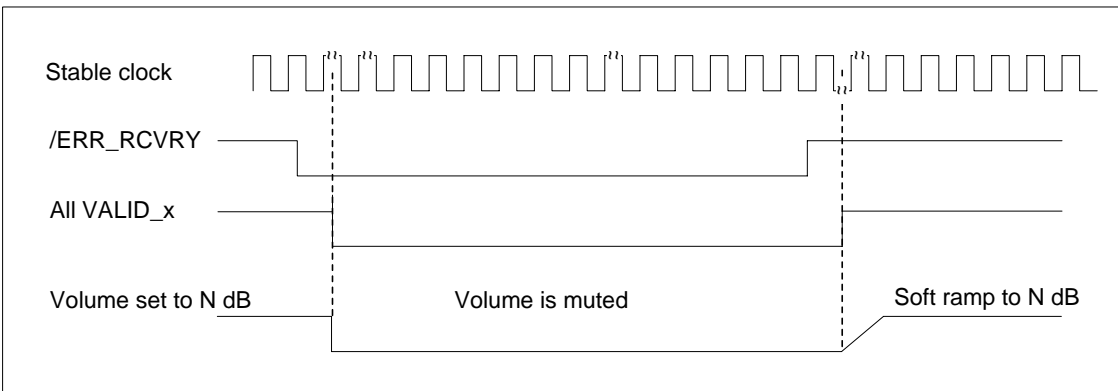 Stable clock
/ERR_RCVRY
All VALID_x
Volume set to N dB
Volume is muted
Soft ramp to N dB